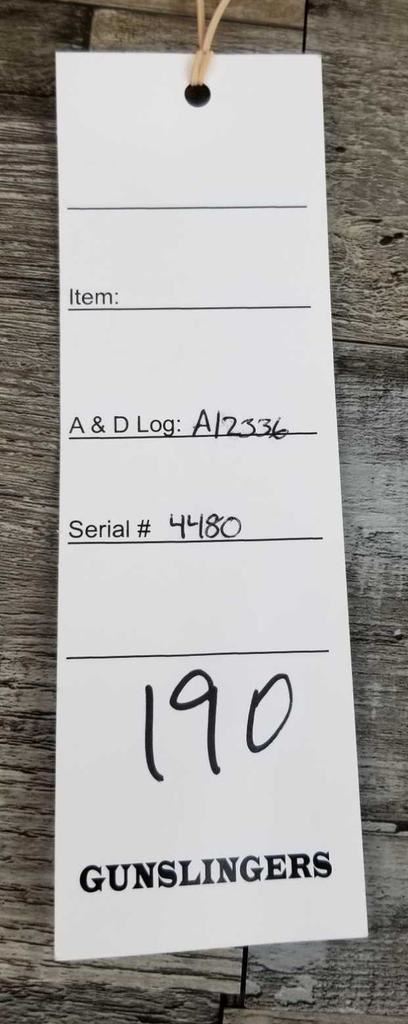 Item:
A & D Log: A12336
Serial # 4480
190
GUNSLINGERS